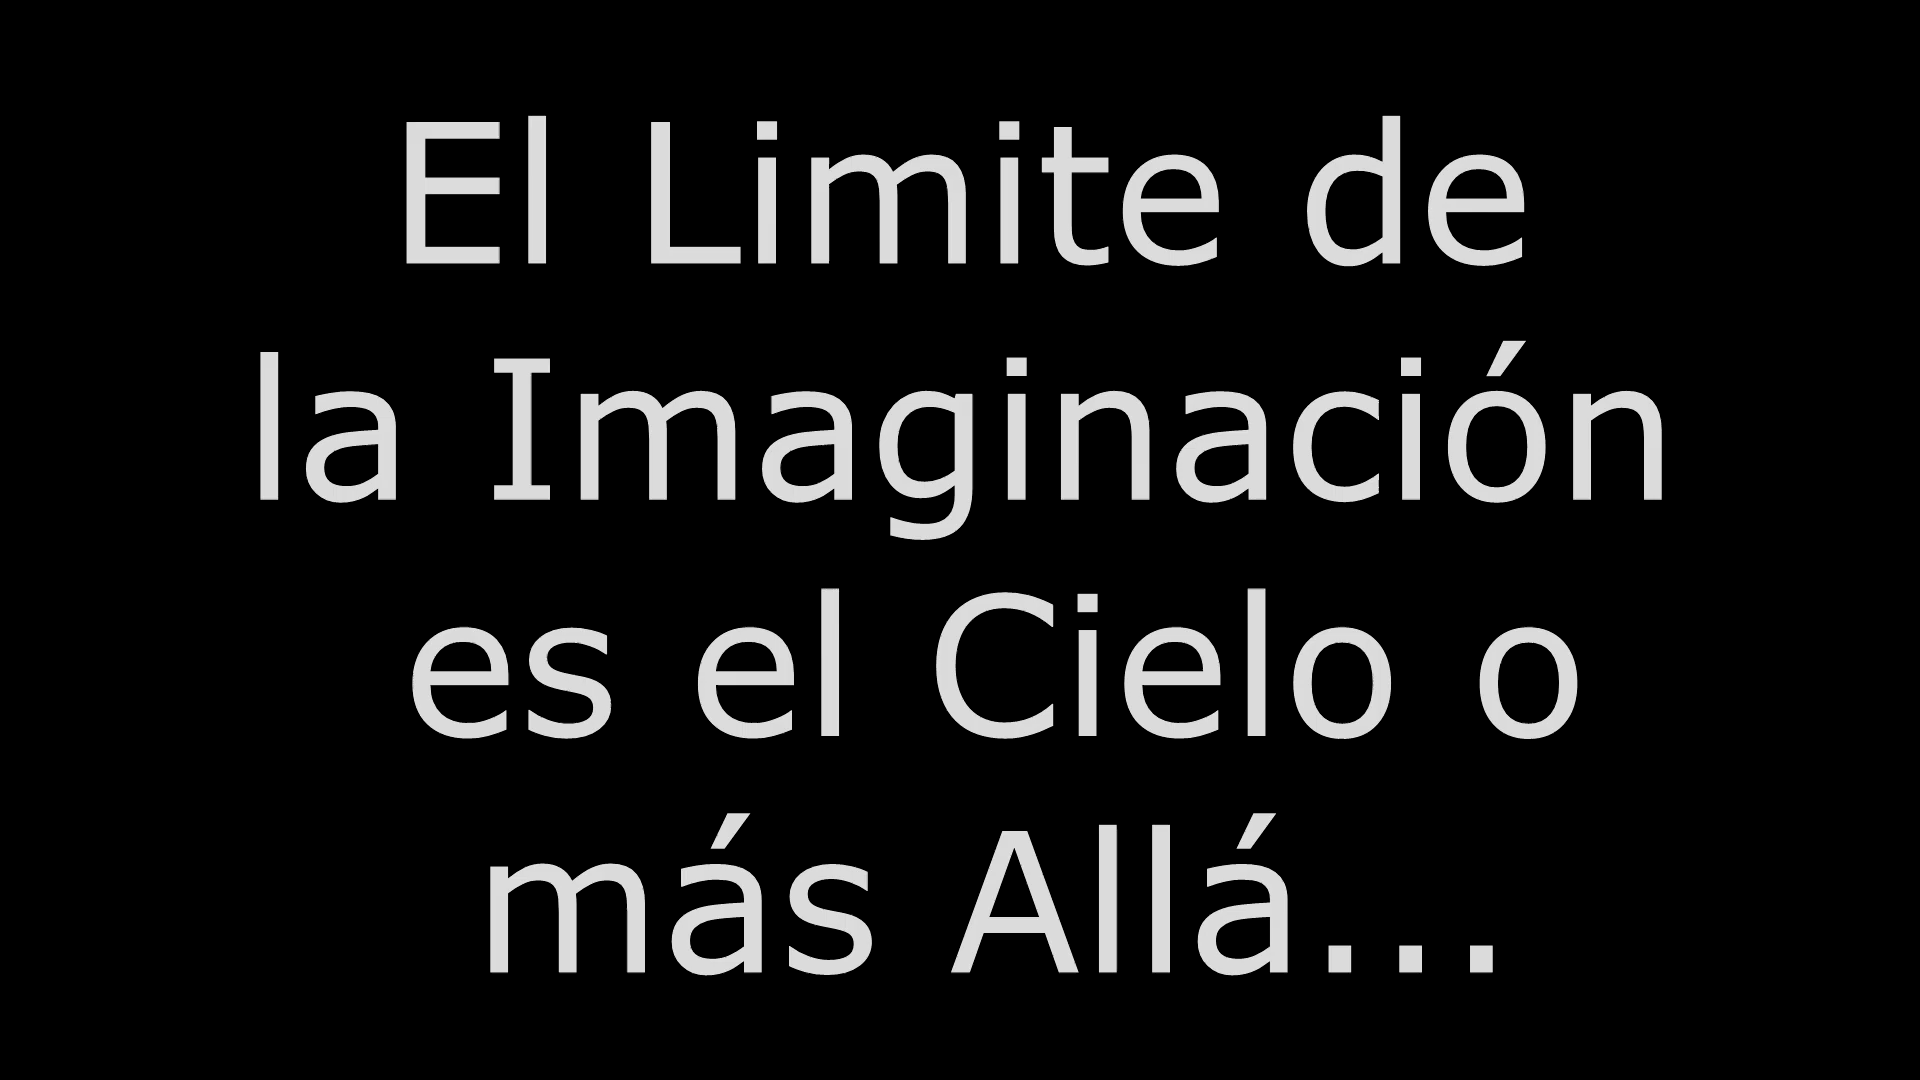 El Limite de
la Imaginación
es el Cielo o
más Allá...